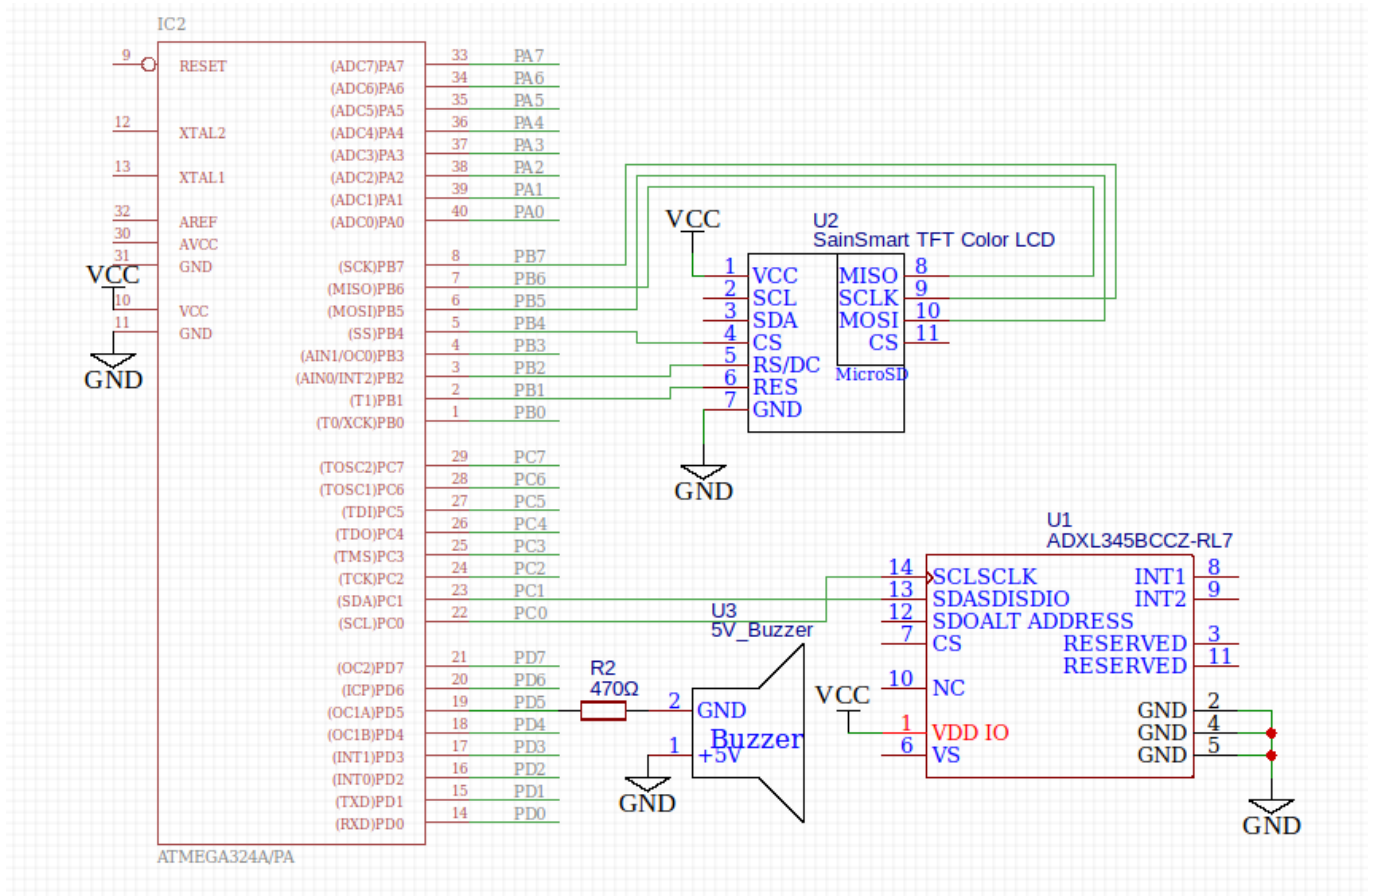 IC2
9 RESET (ADC7)PA7 33 PA7
(ADC6)PA6 34 PA6
(ADC5)PA5 35 PA5
12 XTAL2 (ADC4)PA4 36 PA4
(ADC3)PA3 37 PA3
13 XTAL1 (ADC2)PA2 38 PA2
(ADC1)PA1 39 PA1
32 AREF (ADC0)PA0 40 PA0
30 AVCC
31 GND (SCK)PB7 8 PB7
VCC
(MISO)PB6 7 PB6
10 VCC (MOSI)PB5 6 PB5
11 GND (SS)PB4 5 PB4
GND
(AIN1/OC0)PB3 4 PB3
(AIN0/INT2)PB2 3 PB2
(T1)PB1 2 PB1
(T0/XCK)PB0 1 PB0
(TOSC2)PC7 29 PC7
(TOSC1)PC6 28 PC6
(TDI)PC5 27 PC5
(TDO)PC4 26 PC4
(TMS)PC3 25 PC3
(TCK)PC2 24 PC2
(SDA)PC1 23 PC1
(SCL)PC0 22 PC0
(OC2)PD7 21 PD7
(ICP)PD6 20 PD6
(OC1A)PD5 19 PD5
(OC1B)PD4 18 PD4
(INT1)PD3 17 PD3
(INT0)PD2 16 PD2
(TXD)PD1 15 PD1
(RXD)PD0 14 PD0
ATMEGA324A/PA
VCC
U2
SainSmart TFT Color LCD
1 VCC MISO 8
2 SCL SCLK 9
3 SDA MOSI 10
4 CS CS 11
5 RS/DC
MicroSD
6 RES
7 GND
GND
U1
ADXL345BCCZ-RL7
14 SCLSCLK INT1 8
13 SDASDISDIO INT2 9
12 SDOALT ADDRESS
7 CS RESERVED 3
RESERVED 11
10 NC
VCC
GND 2
1 VDD IO GND 4
6 VS GND 5
GND
U3
5V_Buzzer
R2
470Ω
2 GND
Buzzer
1 +5V
GND